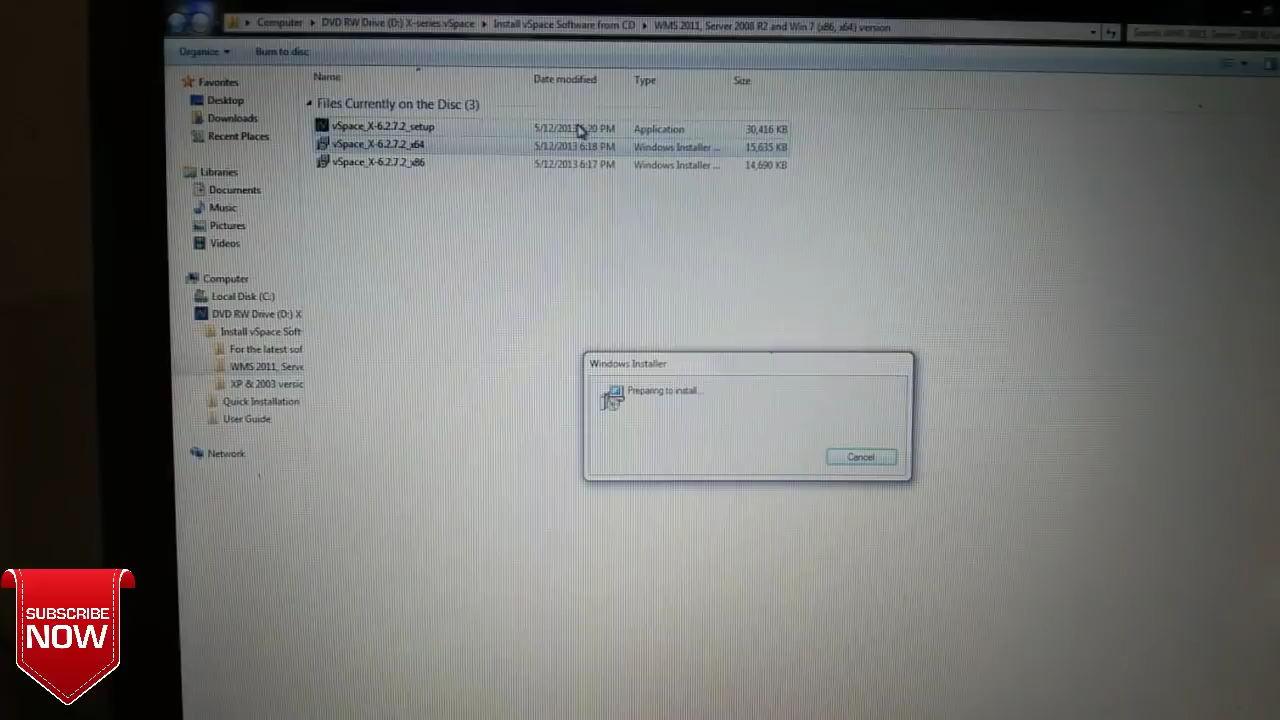 Computer ▸ DVD RW Drive (D:) X-series vSpace ▸ Install vSpace Software from CD ▸ WMS 2011, Server 2008 R2 and Win 7 (x86, x64) version
Organize Burn to disc
Name Date modified Type Size
Favorites
Desktop
Downloads
Recent Places
Libraries
Documents
Music
Pictures
Videos
Computer
Local Disk (C:)
DVD RW Drive (D:) X
Install vSpace Soft
For the latest sof
WMS 2011, Serve
XP & 2003 versic
Quick Installation
User Guide
Network
Files Currently on the Disc (3)
vSpace_X-6.2.7.2_setup 5/12/2013 :20 PM Application 30,416 KB
vSpace_X-6.2.7.2_x64 5/12/2013 6:18 PM Windows Installer ... 15,635 KB
vSpace_X-6.2.7.2_x86 5/12/2013 6:17 PM Windows Installer ... 14,690 KB
Windows Installer
Preparing to install...
Cancel
SUBSCRIBE
NOW